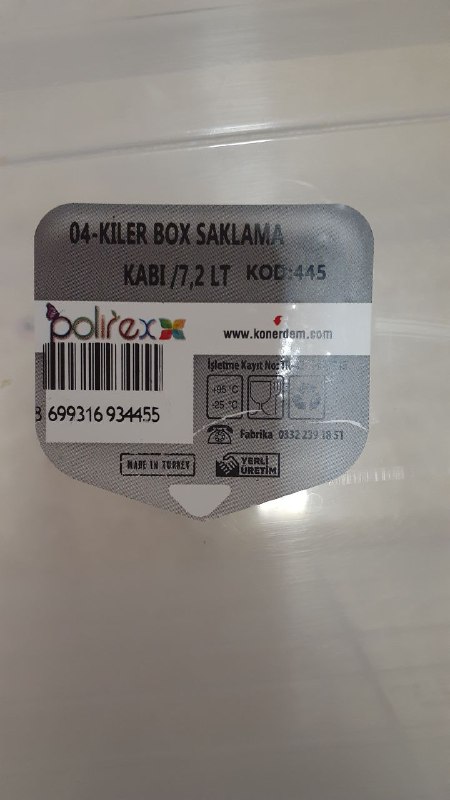 04-KİLER BOX SAKLAMA
KABI /7,2 LT KOD:445
polirex
www.konerdem.com
İşletme Kayıt No:
+95 °C
-25 °C
8 699316 934455
Fabrika 0332 239 18 51
MADE IN TURKEY
YERLİ
ÜRETİM